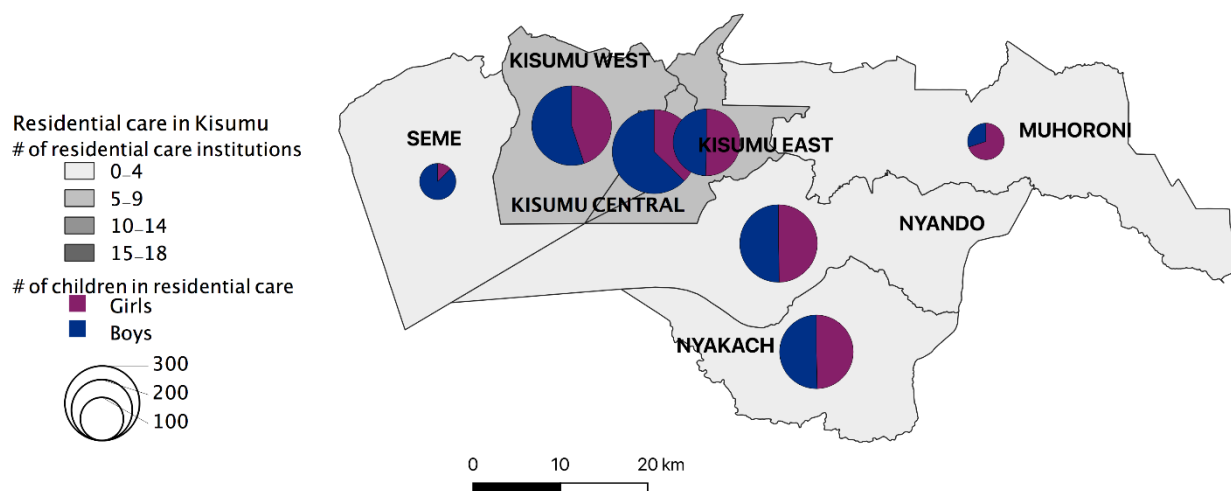 Residential care in Kisumu
# of residential care institutions
0–4
5–9
10–14
15–18
# of children in residential care
Girls
Boys
300
200
100
KISUMU WEST
SEME
KISUMU EAST
MUHORONI
KISUMU CENTRAL
NYANDO
NYAKACH
0 10 20 km